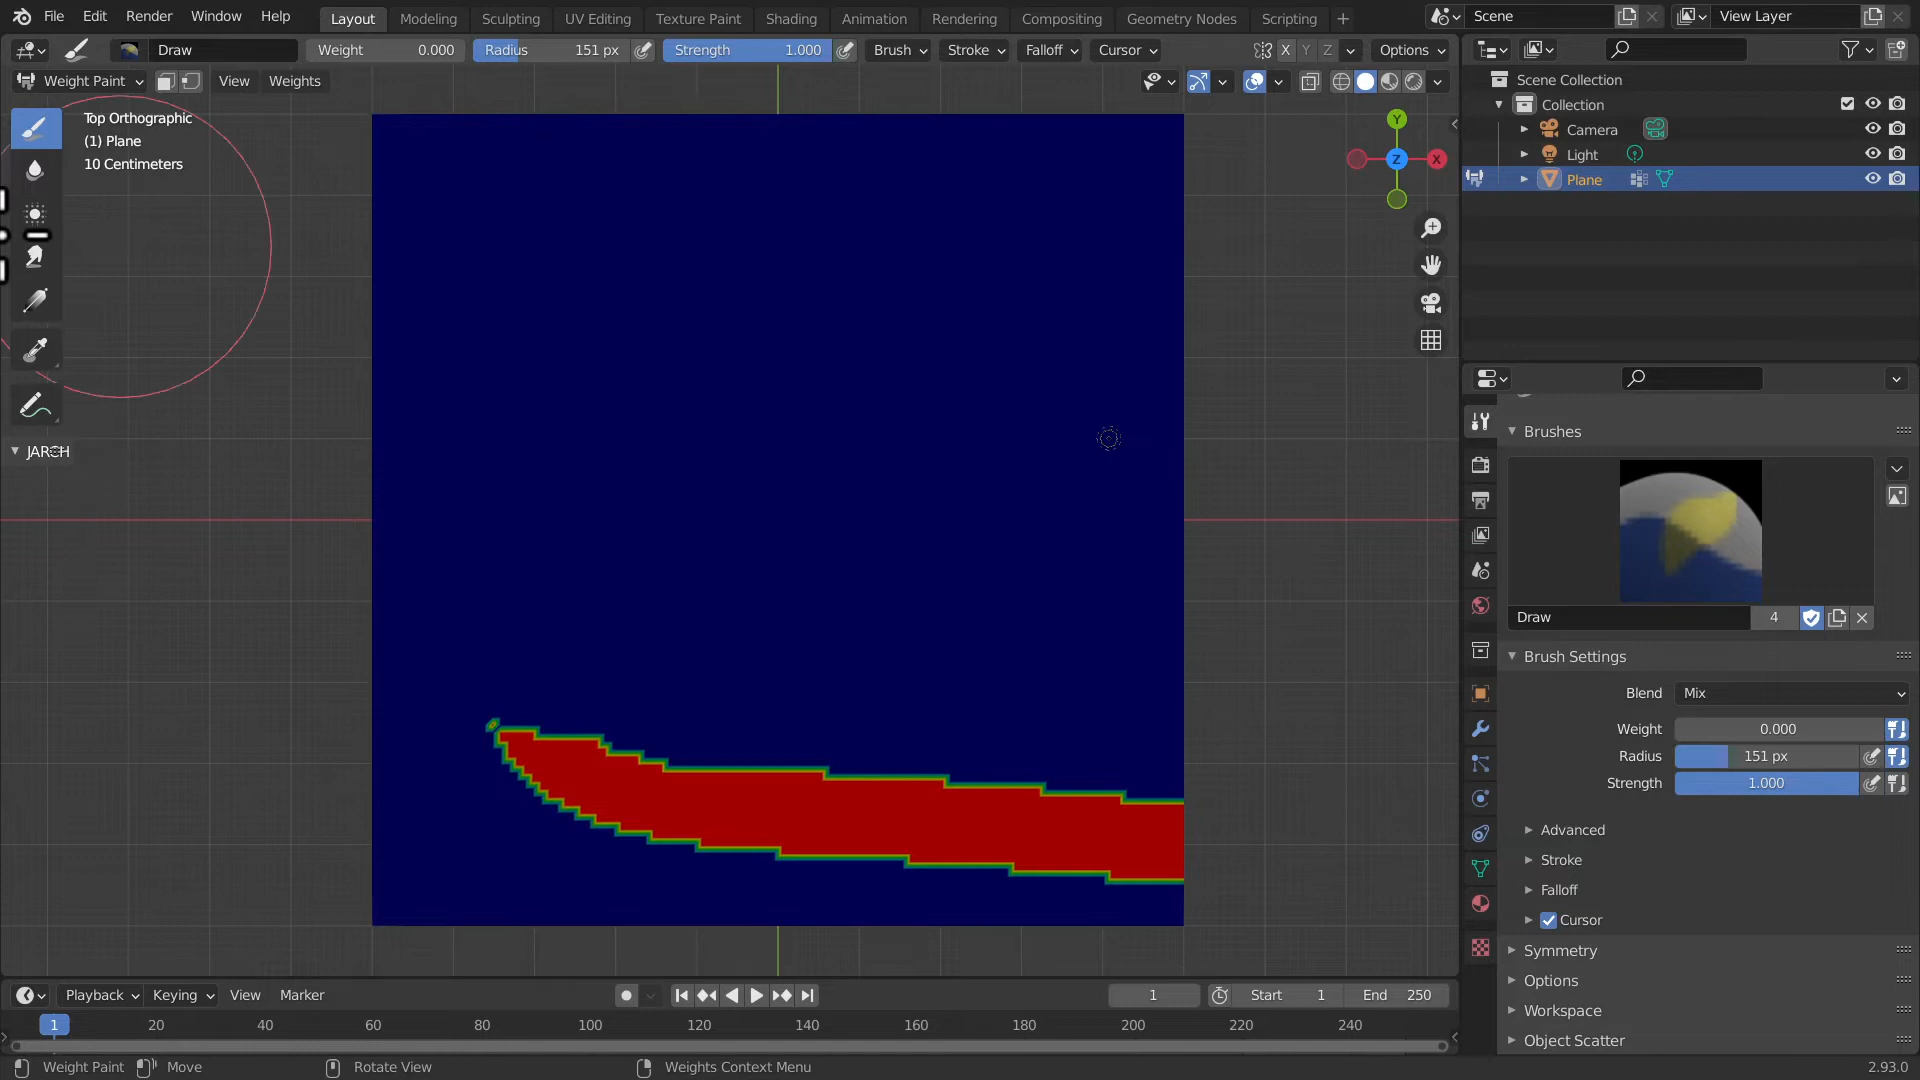 File Edit Render Window Help Layout Modeling Sculpting UV Editing Texture Paint Shading Animation Rendering Compositing Geometry Nodes Scripting Scene View Layer
Draw Weight 0.000 Radius 151 px Strength 1.000 Brush Stroke Falloff Cursor X Y Z Options
Weight Paint View Weights
Scene Collection
Collection
Camera
Light
Plane
Top Orthographic
(1) Plane
10 Centimeters
Y
Z X
JARCH
Brushes
Draw 4
Brush Settings
Blend Mix
Weight 0.000
Radius 151 px
Strength 1.000
Advanced
Stroke
Falloff
Cursor
Symmetry
Options
Workspace
Object Scatter
Playback Keying View Marker 1 Start 1 End 250
1 20 40 60 80 100 120 140 160 180 200 220 240
Weight Paint Move Rotate View Weights Context Menu 2.93.0